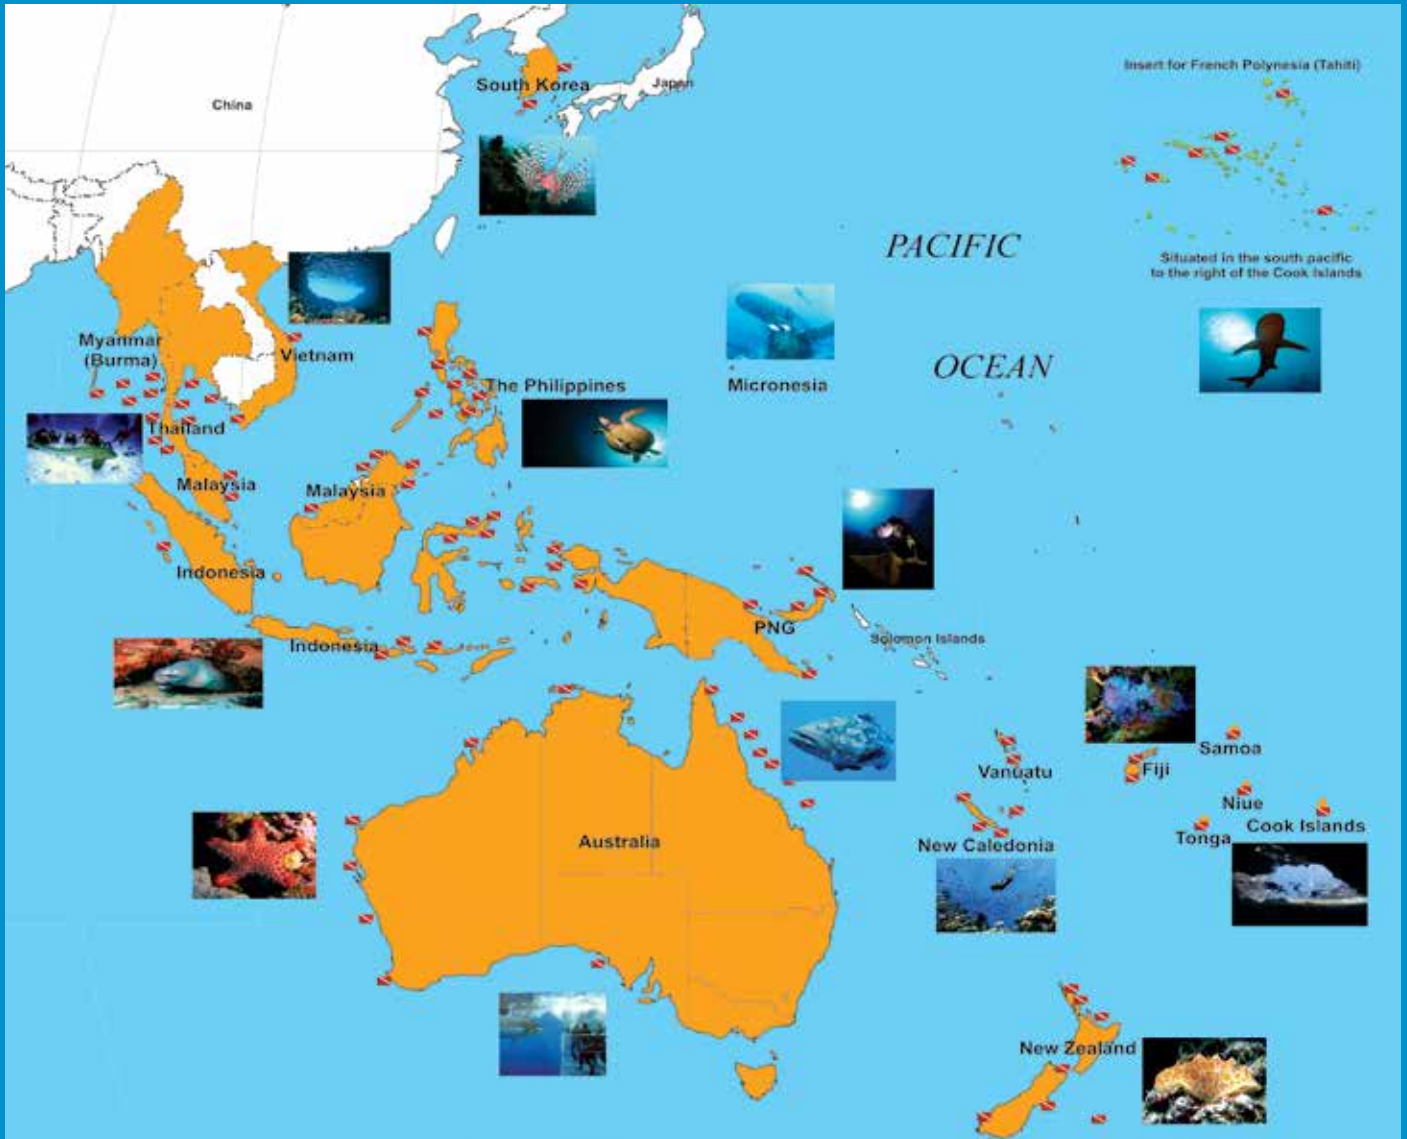 Insert for French Polynesia (Tahiti)
South Korea
Japan
China
PACIFIC
Situated in the south pacific
to the right of the Cook Islands
Myanmar
(Burma)
Vietnam
OCEAN
The Philippines
Micronesia
Thailand
Malaysia
Malaysia
Indonesia
PNG
Solomon Islands
Indonesia
Samoa
Vanuatu
Fiji
Niue
Cook Islands
Tonga
Australia
New Caledonia
New Zealand